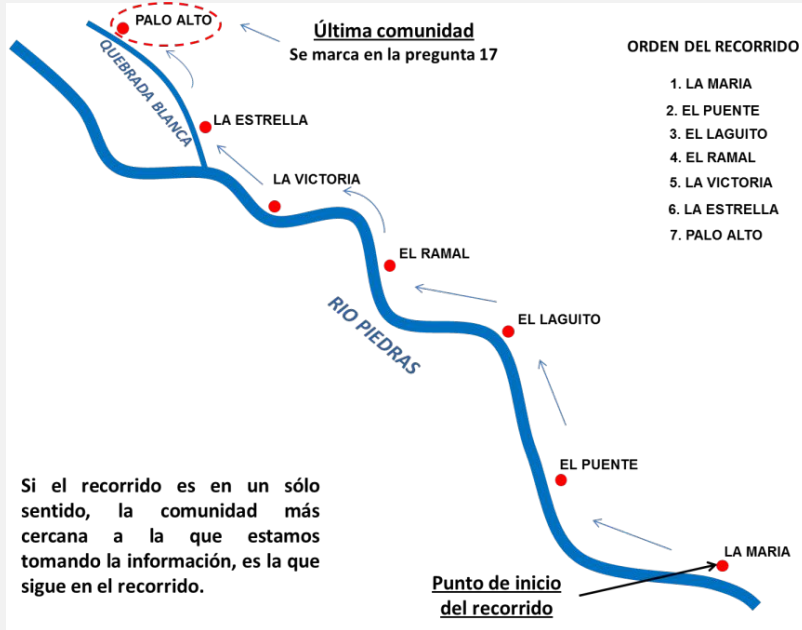 PALO ALTO
Última comunidad
Se marca en la pregunta 17
ORDEN DEL RECORRIDO
1. LA MARIA
2. EL PUENTE
3. EL LAGUITO
4. EL RAMAL
5. LA VICTORIA
6. LA ESTRELLA
7. PALO ALTO
QUEBRADA BLANCA
LA ESTRELLA
LA VICTORIA
EL RAMAL
RIO PIEDRAS
EL LAGUITO
EL PUENTE
LA MARIA
Si el recorrido es en un sólo
sentido, la comunidad más
cercana a la que estamos
tomando la información, es la que
sigue en el recorrido.
Punto de inicio
del recorrido